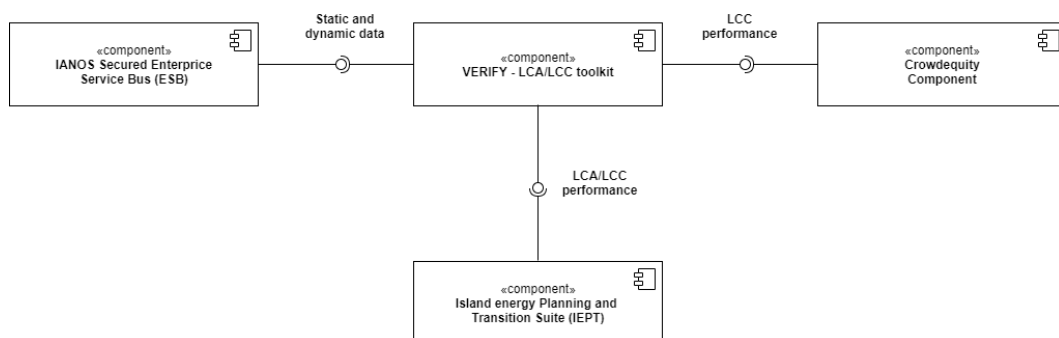 Static and
dynamic data
LCC
performance
«component»
IANOS Secured Enterprice
Service Bus (ESB)
«component»
VERIFY - LCA/LCC toolkit
«component»
Crowdequity
Component
LCA/LCC
performance
«component»
Island energy Planning and
Transition Suite (IEPT)